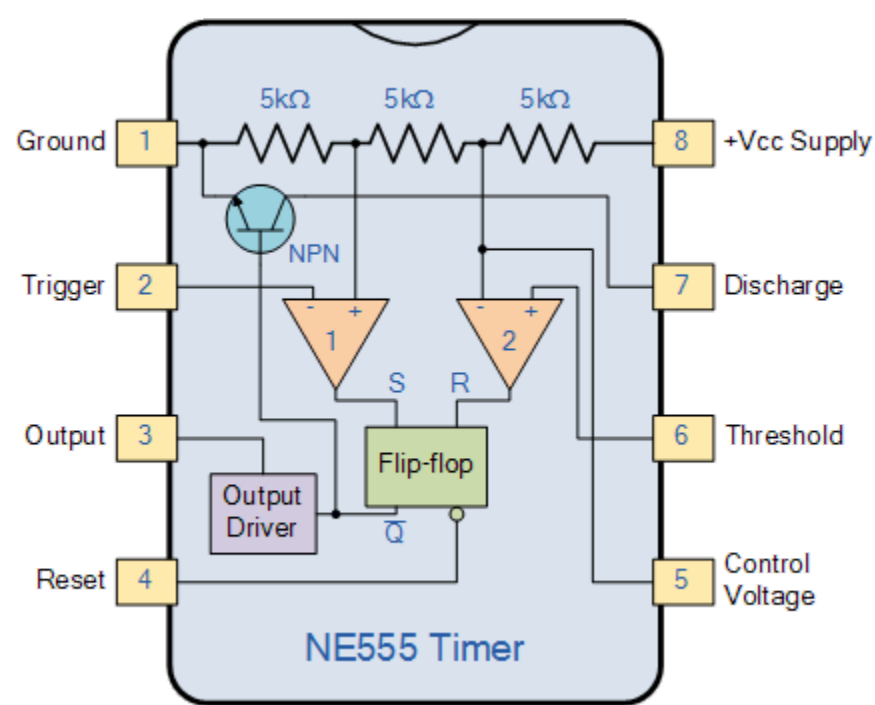 5kΩ 5kΩ 5kΩ
Ground 1
8 +Vcc Supply
NPN
Trigger 2
7 Discharge
- +
- +
1
2
S R
Output 3
6 Threshold
Flip-flop
Output
Driver
Q̅
Reset 4
5 Control
Voltage
NE555 Timer